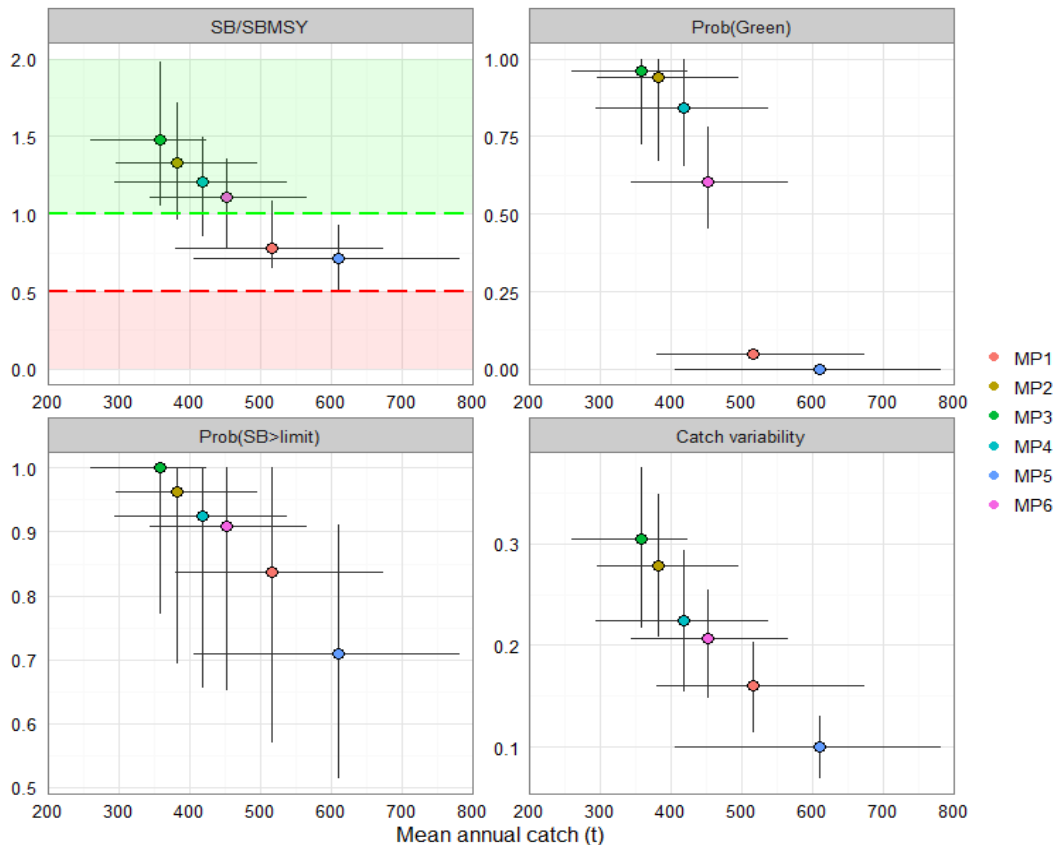 SB/SBMSY
Prob(Green)
2.0
1.5
1.0
0.5
0.0
1.00
0.75
0.50
0.25
0.00
200 300 400 500 600 700 800
200 300 400 500 600 700 800
Prob(SB>limit)
Catch variability
1.0
0.9
0.8
0.7
0.6
0.5
0.3
0.2
0.1
200 300 400 500 600 700 800
200 300 400 500 600 700 800
Mean annual catch (t)
MP1
MP2
MP3
MP4
MP5
MP6